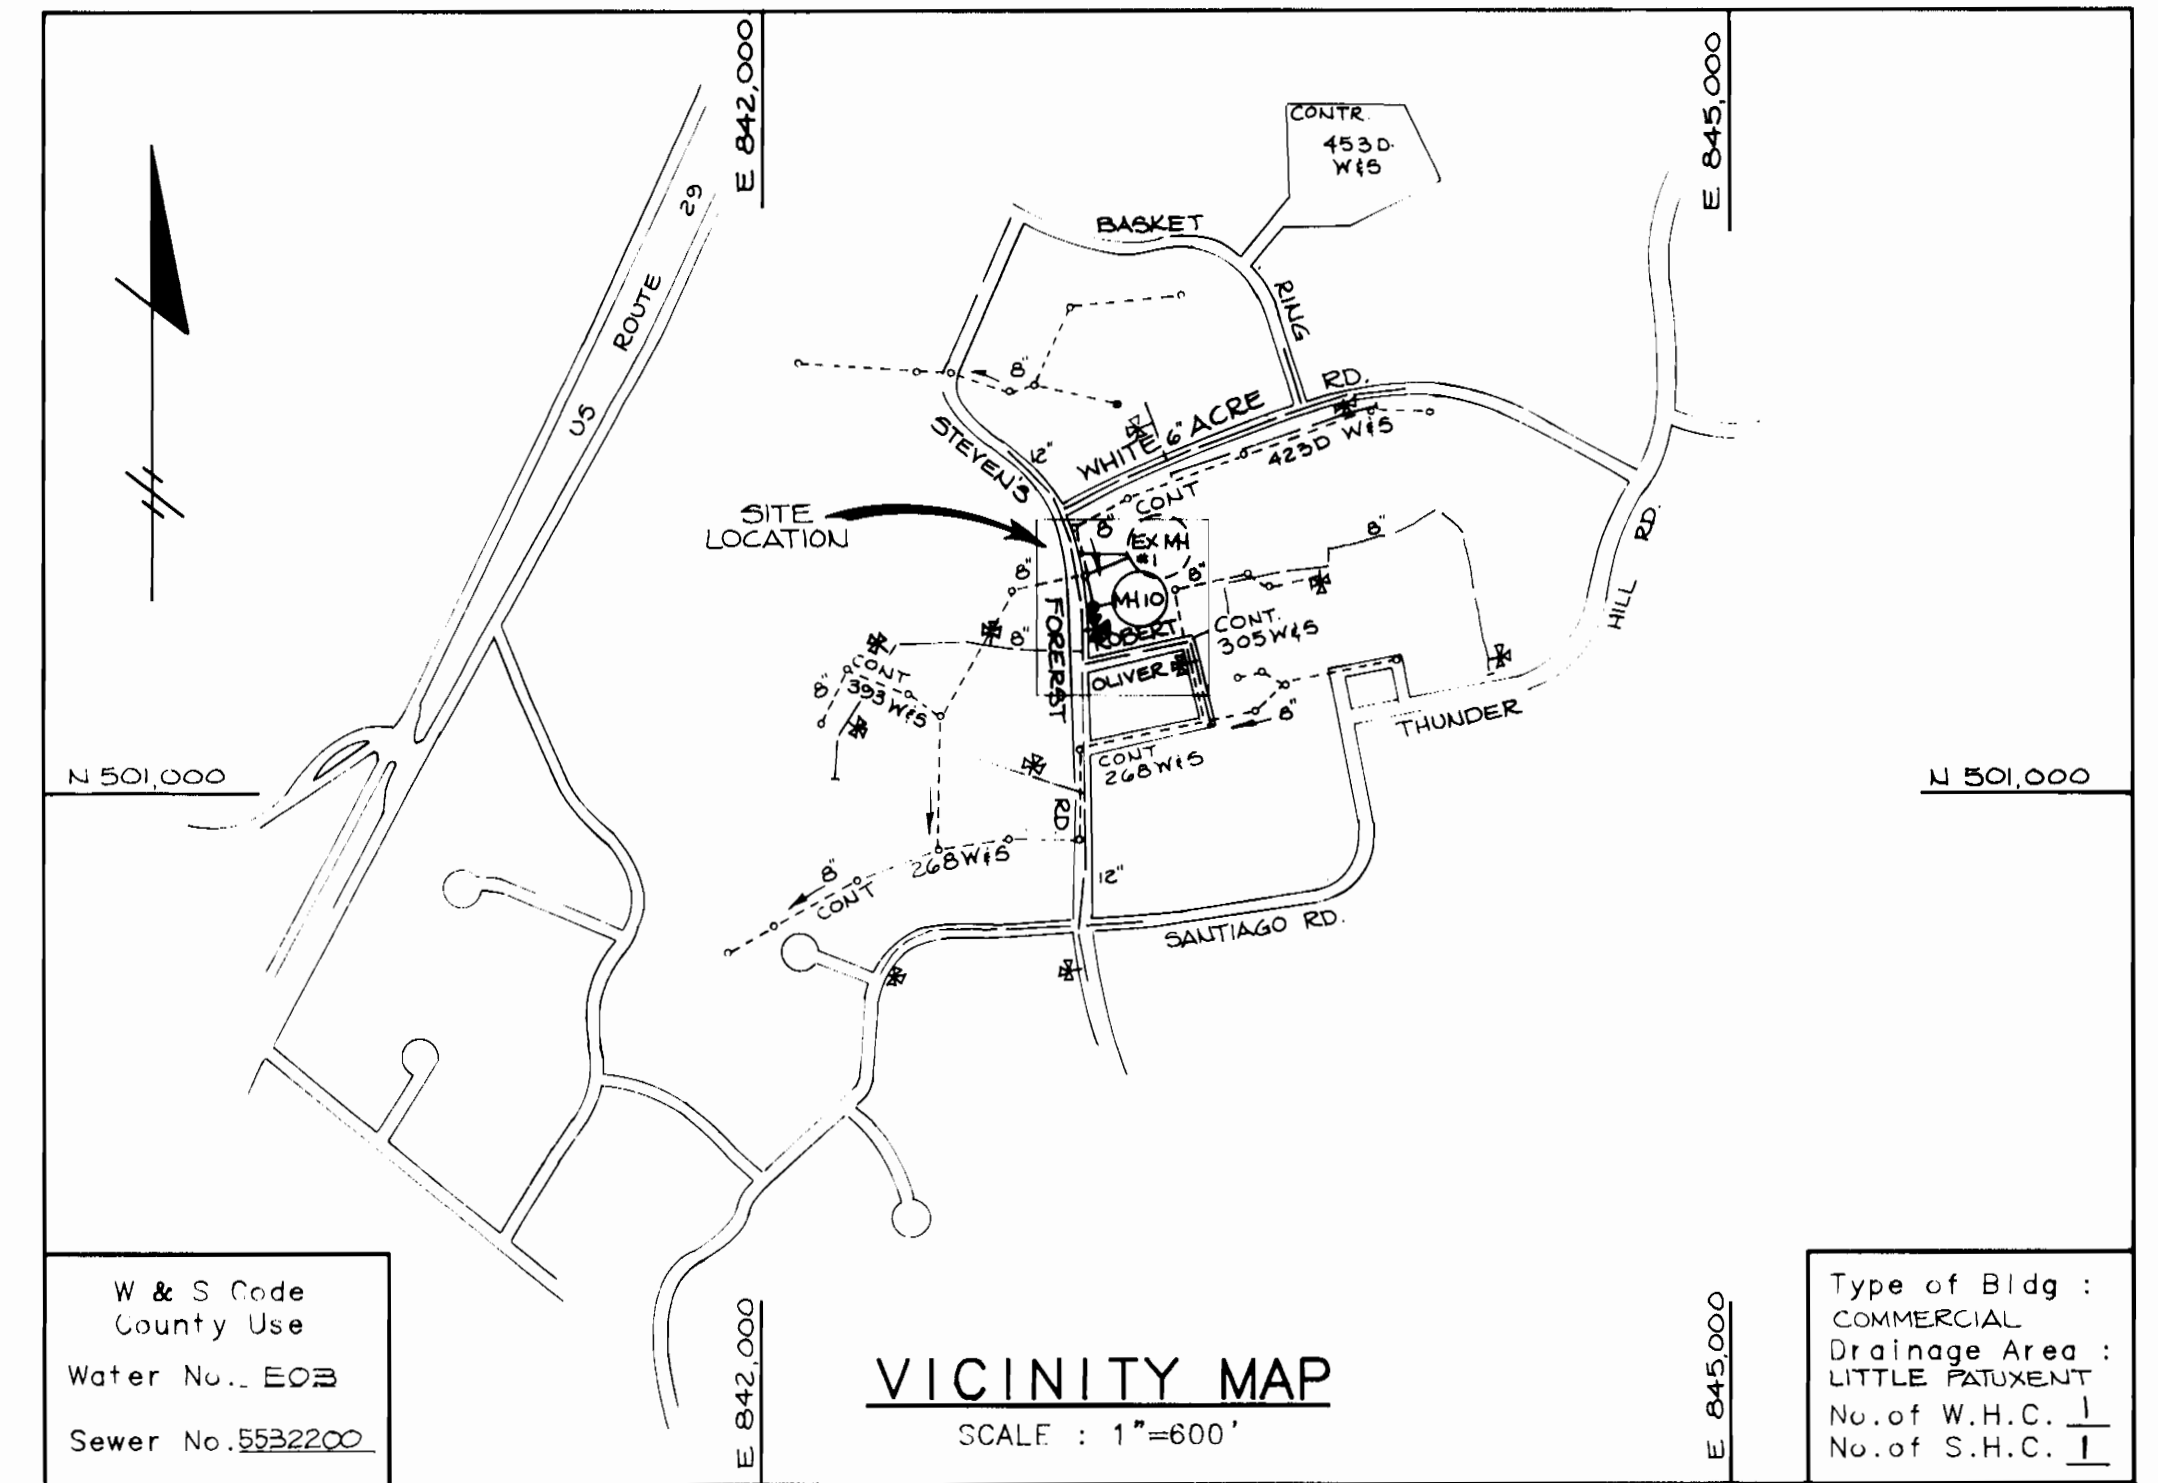 E 842,000
E 845,000
CONTR.
453 D.
W&S
US ROUTE 29
BASKET
RING
RD.
WHITE ACRE
6"
8"
STEVEN'S
12"
423D W&S
CONT
SITE
LOCATION
8"
EX MH
#1
8"
8"
8"
MH 10
HILL RD.
ROBERT
CONT.
305 W&S
8"
FOREST
OLIVER
CONT
393 W&S
8"
8"
THUNDER
CONT
268 W&S
N 501,000
N 501,000
RD
268 W&S
8"
CONT
12"
SANTIAGO RD.
W & S Code
County Use
Water No. E03
Sewer No. 5532200
E 842,000
VICINITY MAP
SCALE : 1"=600'
E 845,000
Type of Bldg :
COMMERCIAL
Drainage Area :
LITTLE PATUXENT
No. of W.H.C. 1
No. of S.H.C. 1